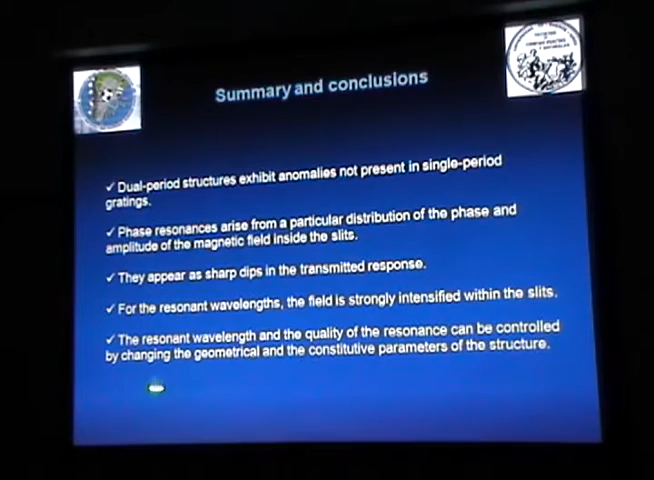 Summary and conclusions
✓ Dual-period structures exhibit anomalies not present in single-period
gratings.
✓ Phase resonances arise from a particular distribution of the phase and
amplitude of the magnetic field inside the slits.
✓ They appear as sharp dips in the transmitted response.
✓ For the resonant wavelengths, the field is strongly intensified within the slits.
✓ The resonant wavelength and the quality of the resonance can be controlled
by changing the geometrical and the constitutive parameters of the structure.